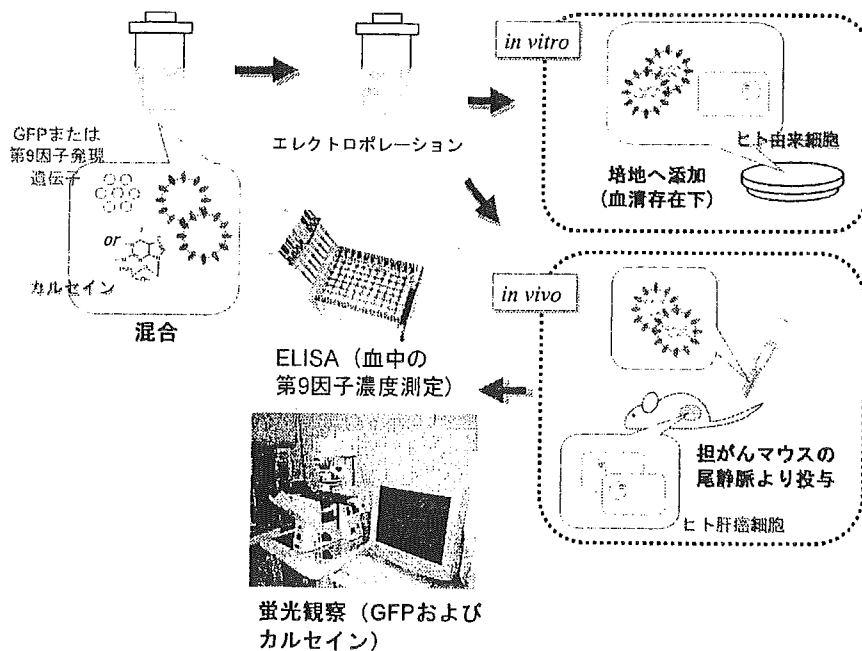 GFPまたは
第9因子発現
遺伝子
or
カルセイン
混合
エレクトロポレーション
in vitro
ヒト由来細胞
培地へ添加
(血清存在下)
in vivo
担がんマウスの
尾静脈より投与
ヒト肝癌細胞
ELISA(血中の
第9因子濃度測定)
蛍光観察(GFPおよび
カルセイン)